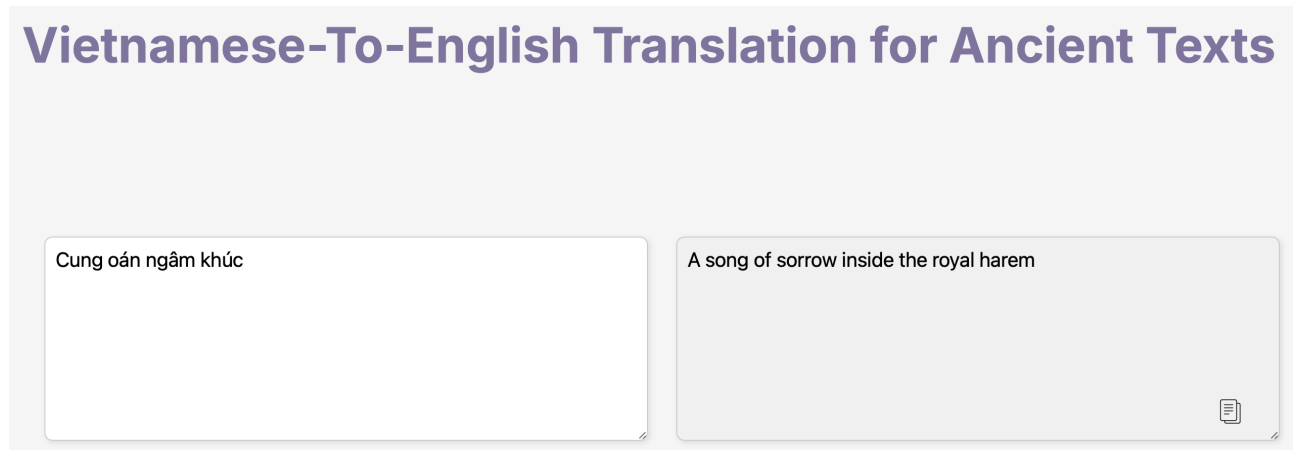 Vietnamese-To-English Translation for Ancient Texts
Cung oán ngâm khúc
A song of sorrow inside the royal harem